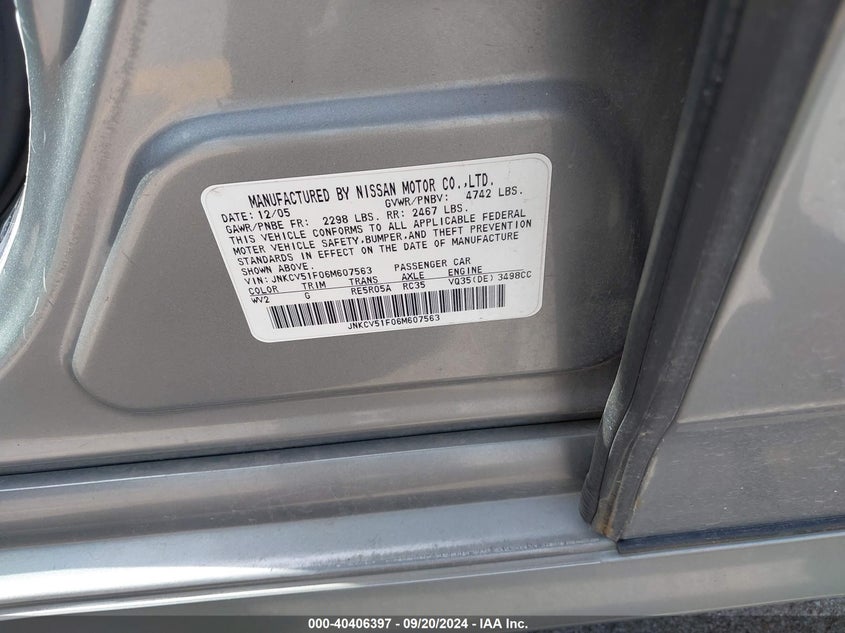 MANUFACTURED BY NISSAN MOTOR CO.,LTD.
DATE: 12/05 GVWR/PNBV: 4742 LBS.
GAWR/PNBE FR: 2298 LBS. RR: 2467 LBS.
THIS VEHICLE CONFORMS TO ALL APPLICABLE FEDERAL
MOTOR VEHICLE SAFETY,BUMPER,AND THEFT PREVENTION
STANDARDS IN EFFECT ON THE DATE OF MANUFACTURE
SHOWN ABOVE.
VIN: JNKCV51F06M607563 PASSENGER CAR
COLOR TRIM TRANS AXLE ENGINE
WV2 G RE5R05A RC35 VQ35(DE) 3498CC
JNKCV51F06M607563
000-40406397 - 09/20/2024 - IAA Inc.